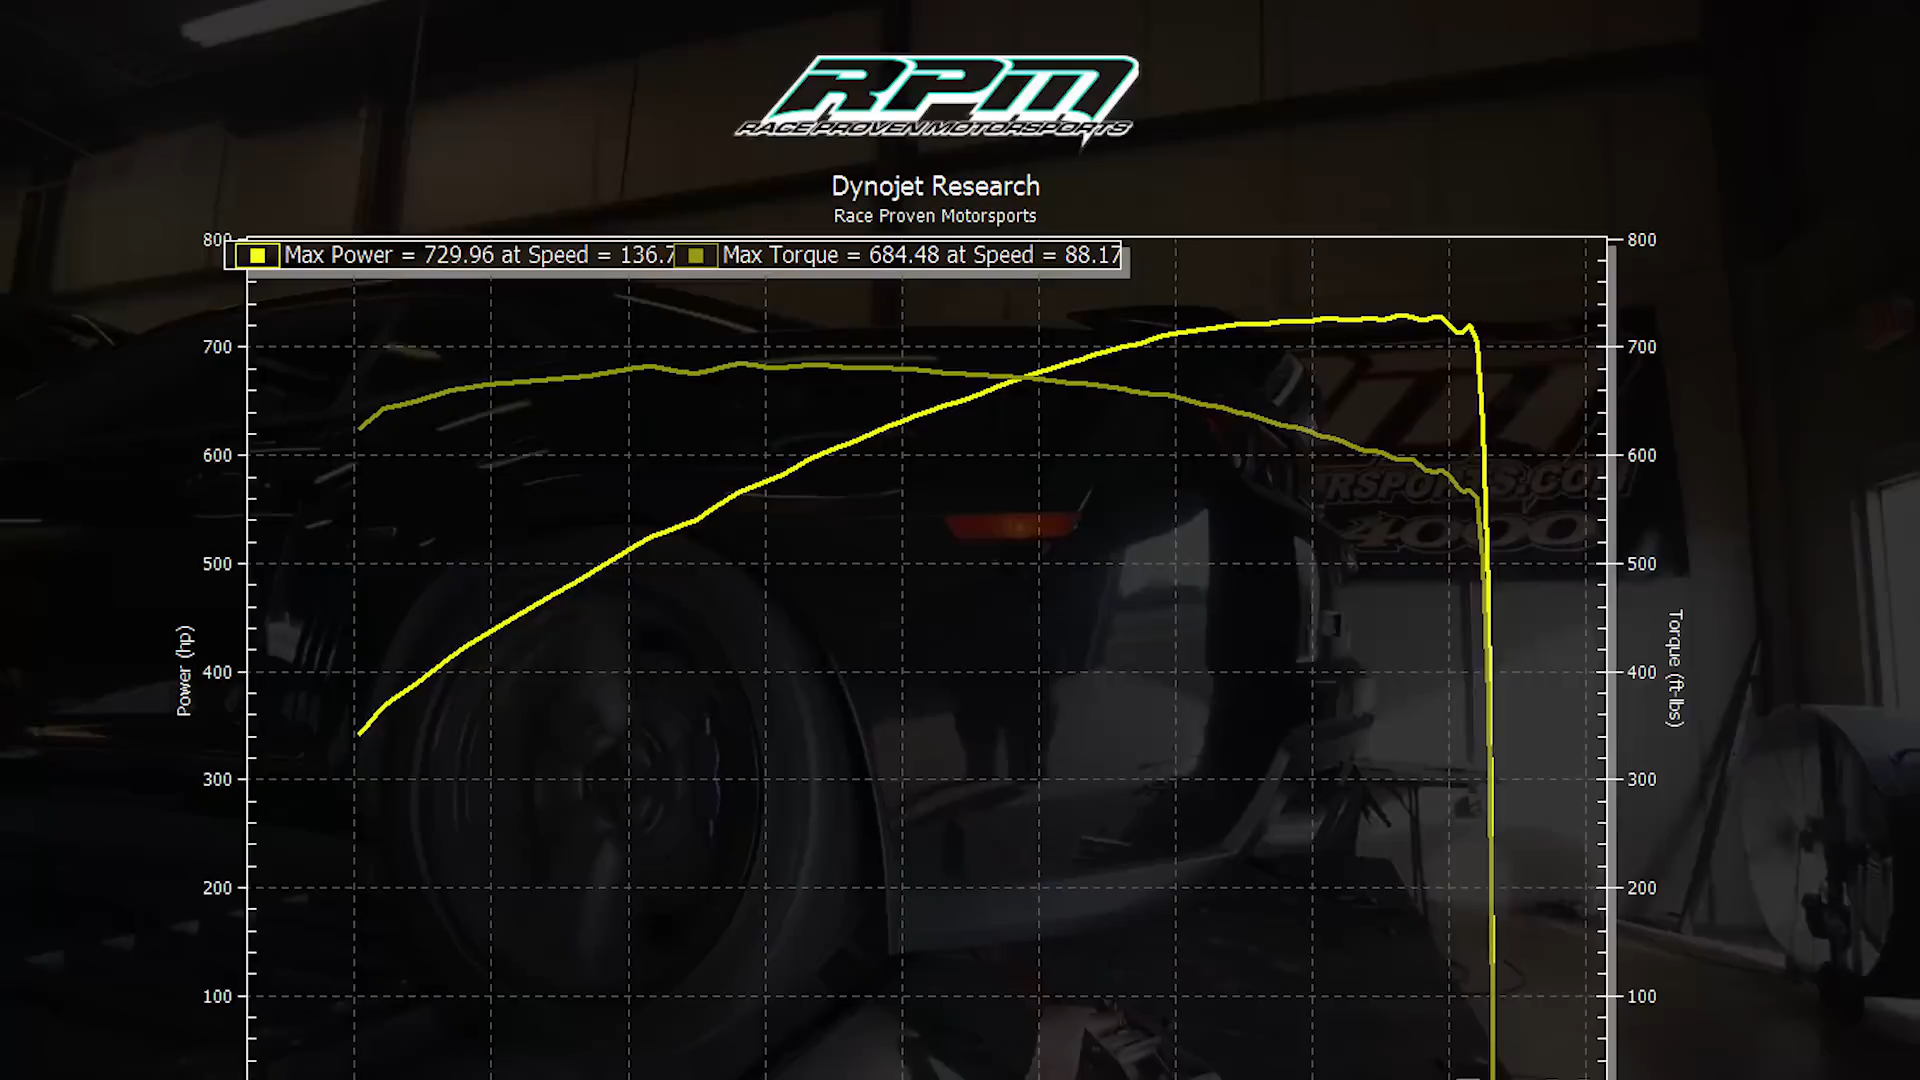 RPM
RACE PROVEN MOTORSPORTS
Dynojet Research
Race Proven Motorsports
Max Power = 729.96 at Speed = 136.7
Max Torque = 684.48 at Speed = 88.17
800
700
600
500
400
300
200
100
Power (hp)
800
700
600
500
400
300
200
100
Torque (ft-lbs)
4000